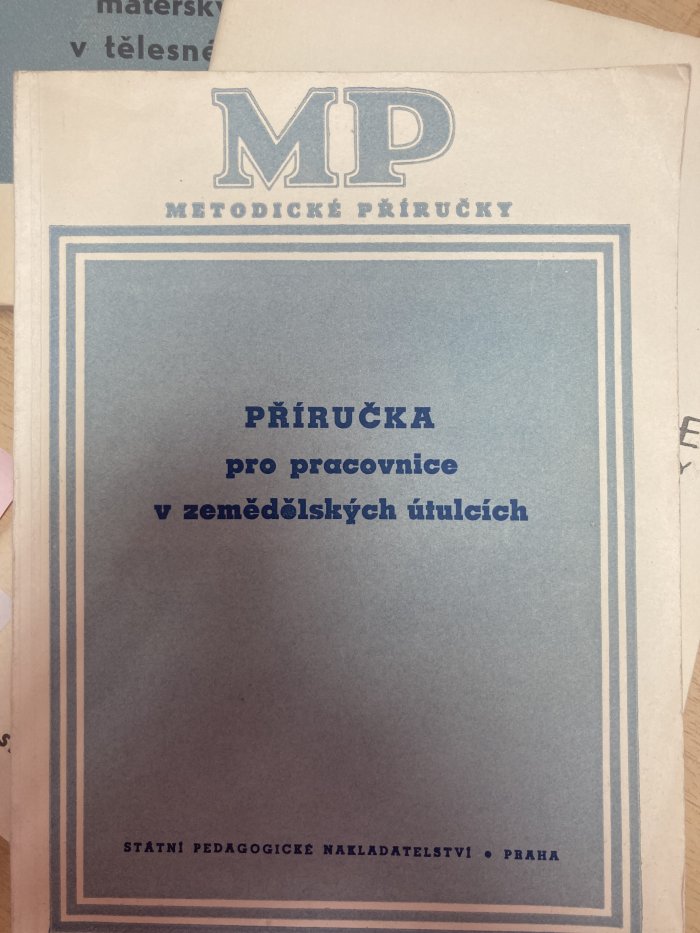 v tělesné
MP
METODICKÉ PŘÍRUČKY
PŘÍRUČKA
pro pracovnice
v zemědělských útulcích
STÁTNÍ PEDAGOGICKÉ NAKLADATELSTVÍ • PRAHA